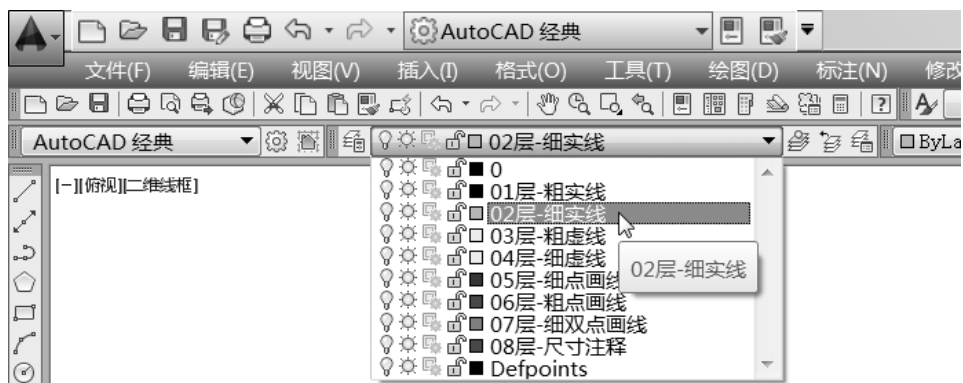 AutoCAD 经典
文件(F) 编辑(E) 视图(V) 插入(I) 格式(O) 工具(T) 绘图(D) 标注(N) 修改
AutoCAD 经典 02层-细实线 ByLa
[-][俯视][二维线框]
0
01层-粗实线
02层-细实线
03层-粗虚线
04层-细虚线
02层-细实线
05层-细点画线
06层-粗点画线
07层-细双点画线
08层-尺寸注释
Defpoints